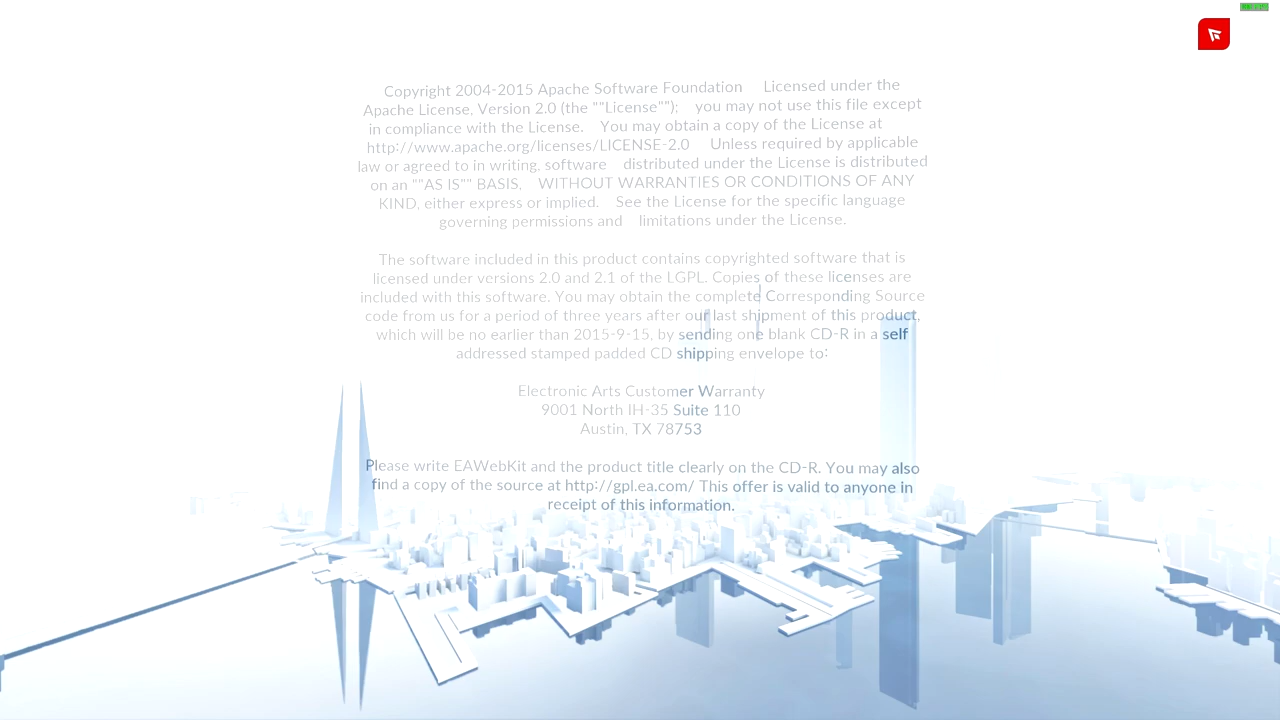 Copyright 2004-2015 Apache Software Foundation Licensed under the
Apache License, Version 2.0 (the ""License""); you may not use this file except
in compliance with the License. You may obtain a copy of the License at
http://www.apache.org/licenses/LICENSE-2.0 Unless required by applicable
law or agreed to in writing, software distributed under the License is distributed
on an ""AS IS"" BASIS, WITHOUT WARRANTIES OR CONDITIONS OF ANY
KIND, either express or implied. See the License for the specific language
governing permissions and limitations under the License.
The software included in this product contains copyrighted software that is
licensed under versions 2.0 and 2.1 of the LGPL. Copies of these licenses are
included with this software. You may obtain the complete Corresponding Source
code from us for a period of three years after our last shipment of this product,
which will be no earlier than 2015-9-15, by sending one blank CD-R in a self
addressed stamped padded CD shipping envelope to:
Electronic Arts Customer Warranty
9001 North IH-35 Suite 110
Austin, TX 78753
Please write EAWebKit and the product title clearly on the CD-R. You may also
find a copy of the source at http://gpl.ea.com/ This offer is valid to anyone in
receipt of this information.